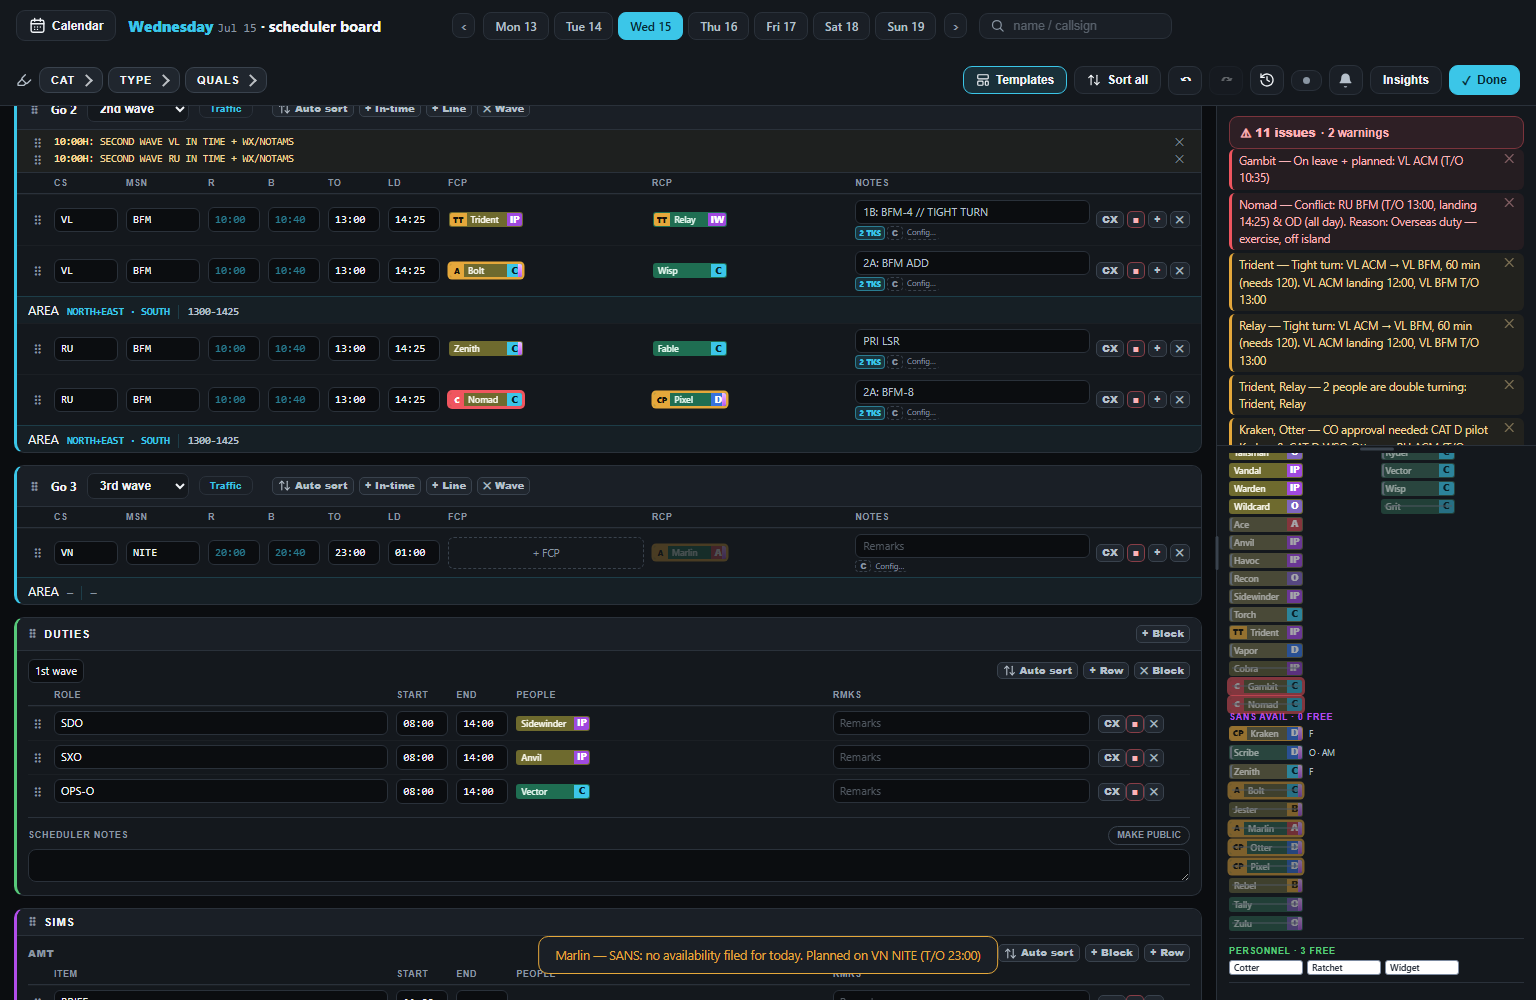 Calendar
Wednesday Jul 15 · scheduler board
‹ Mon 13 Tue 14 Wed 15 Thu 16 Fri 17 Sat 18 Sun 19 ›
name / callsign
CAT TYPE QUALS
Templates Sort all Insights ✓ Done
Go 2 2nd wave Traffic Auto sort + In-time + Line × Wave
10:00H: SECOND WAVE VL IN TIME + WX/NOTAMS
10:00H: SECOND WAVE RU IN TIME + WX/NOTAMS
CS MSN R B TO LD FCP RCP NOTES
VL BFM 10:00 10:40 13:00 14:25 TT Trident IP TT Relay IW 1B: BFM-4 // TIGHT TURN CX
2 TKS C Config...
VL BFM 10:00 10:40 13:00 14:25 A Bolt C Wisp C 2A: BFM ADD CX
2 TKS C Config...
AREA NORTH+EAST · SOUTH 1300-1425
RU BFM 10:00 10:40 13:00 14:25 Zenith C Fable C PRI LSR CX
2 TKS C Config...
RU BFM 10:00 10:40 13:00 14:25 C Nomad C CP Pixel D 2A: BFM-8 CX
2 TKS C Config...
AREA NORTH+EAST · SOUTH 1300-1425
Go 3 3rd wave Traffic Auto sort + In-time + Line × Wave
CS MSN R B TO LD FCP RCP NOTES
VN NITE 20:00 20:40 23:00 01:00 + FCP A Marlin A Remarks CX
C Config...
AREA – –
DUTIES + Block
1st wave Auto sort + Row × Block
ROLE START END PEOPLE RMKS
SDO 08:00 14:00 Sidewinder IP Remarks CX
SXO 08:00 14:00 Anvil IP Remarks CX
OPS-O 08:00 14:00 Vector C Remarks CX
SCHEDULER NOTES MAKE PUBLIC
SIMS
AMT Auto sort + Block + Row
ITEM START END PEOPLE RMKS
Marlin — SANS: no availability filed for today. Planned on VN NITE (T/O 23:00)
11 issues · 2 warnings
Gambit — On leave + planned: VL ACM (T/O
10:35)
Nomad — Conflict: RU BFM (T/O 13:00, landing
14:25) & OD (all day). Reason: Overseas duty —
exercise, off island
Trident — Tight turn: VL ACM → VL BFM, 60 min
(needs 120). VL ACM landing 12:00, VL BFM T/O
13:00
Relay — Tight turn: VL ACM → VL BFM, 60 min
(needs 120). VL ACM landing 12:00, VL BFM T/O
13:00
Trident, Relay — 2 people are double turning:
Trident, Relay
Kraken, Otter — CO approval needed: CAT D pilot
Talisman Ryder C
Vandal IP Vector C
Warden IP Wisp C
Wildcard O Grit C
Ace A
Anvil IP
Havoc IP
Recon O
Sidewinder IP
Torch C
TT Trident IP
Vapor D
Cobra IP
C Gambit C
C Nomad C
SANS AVAIL · 0 FREE
CP Kraken D F
Scribe D O · AM
Zenith C F
A Bolt C
Jester B
A Marlin A
CP Otter D
CP Pixel D
Rebel B
Tally O
Zulu O
PERSONNEL · 3 FREE
Cotter Ratchet Widget